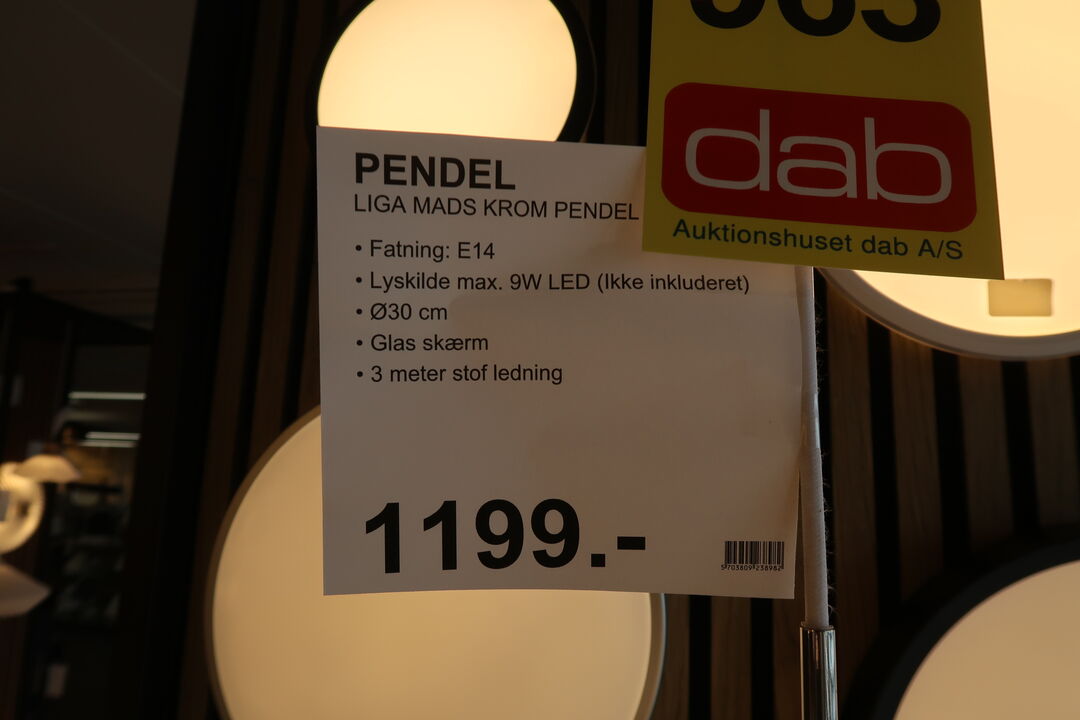 dab
Auktionshuset dab A/S
PENDEL
LIGA MADS KROM PENDEL
• Fatning: E14
• Lyskilde max. 9W LED (Ikke inkluderet)
• Ø30 cm
• Glas skærm
• 3 meter stof ledning
1199.-
5703809238982